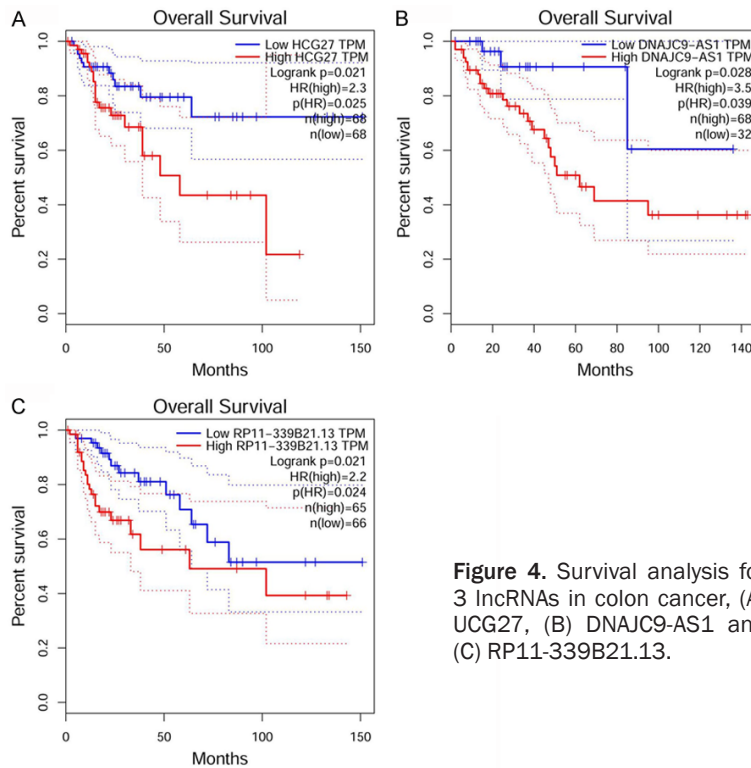 A
Overall Survival
Low HCG27 TPM
High HCG27 TPM
Logrank p=0.021
HR(high)=2.3
p(HR)=0.025
n(high)=68
n(low)=68
Percent survival
1.0
0.8
0.6
0.4
0.2
0.0
0 50 100 150
Months
B
Overall Survival
Low DNAJC9-AS1 TPM
High DNAJC9-AS1 TPM
Logrank p=0.028
HR(high)=3.5
p(HR)=0.039
n(high)=68
n(low)=32
Percent survival
1.0
0.8
0.6
0.4
0.2
0.0
0 20 40 60 80 100 120 140
Months
C
Overall Survival
Low RP11-339B21.13 TPM
High RP11-339B21.13 TPM
Logrank p=0.021
HR(high)=2.2
p(HR)=0.024
n(high)=65
n(low)=66
Percent survival
1.0
0.8
0.6
0.4
0.2
0.0
0 50 100 150
Months
Figure 4. Survival analysis fo
3 lncRNAs in colon cancer, (A
UCG27, (B) DNAJC9-AS1 an
(C) RP11-339B21.13.